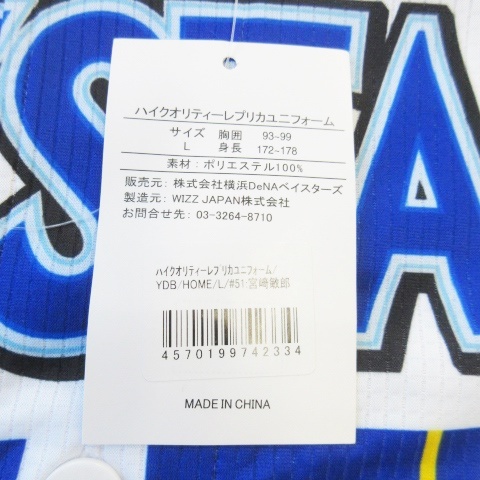 STA
ハイクオリティーレプリカユニフォーム
サイズ 胸囲 93~99
L 身長 172~178
素材: ポリエステル100%
販売元: 株式会社横浜DeNAベイスターズ
製造元: WIZZ JAPAN株式会社
お問合せ先: 03-3264-8710
ハイクオリティーレプリカユニフォーム/
YDB/HOME/L/#51:宮﨑敏郎
4570199742334
MADE IN CHINA